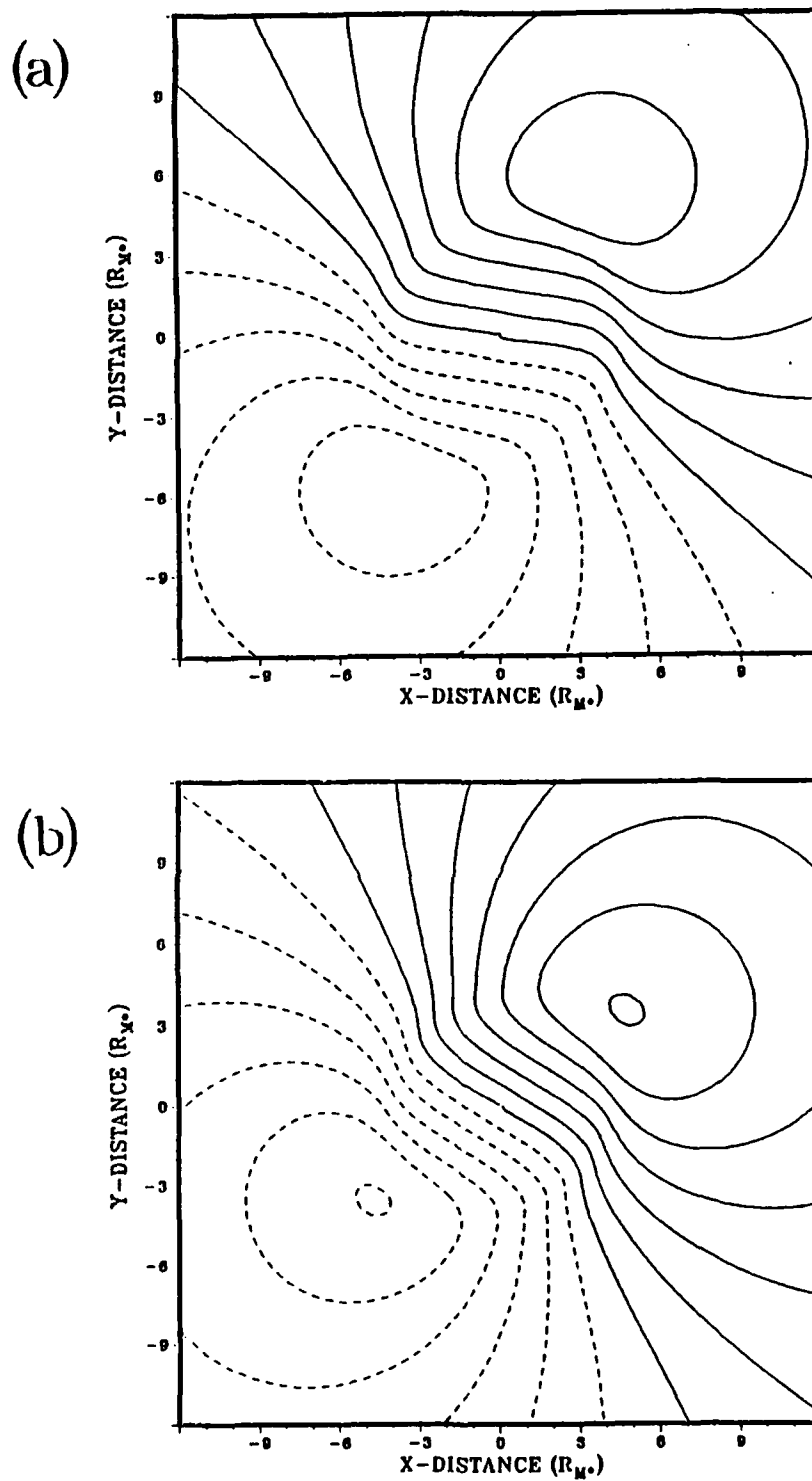 (a)
9
6
3
0
-3
-6
-9
Y-DISTANCE (R_M*)
-9 -6 -3 0 3 6 9
X-DISTANCE (R_M*)
(b)
9
6
3
0
-3
-6
-9
Y-DISTANCE (R_M*)
-9 -6 -3 0 3 6 9
X-DISTANCE (R_M*)